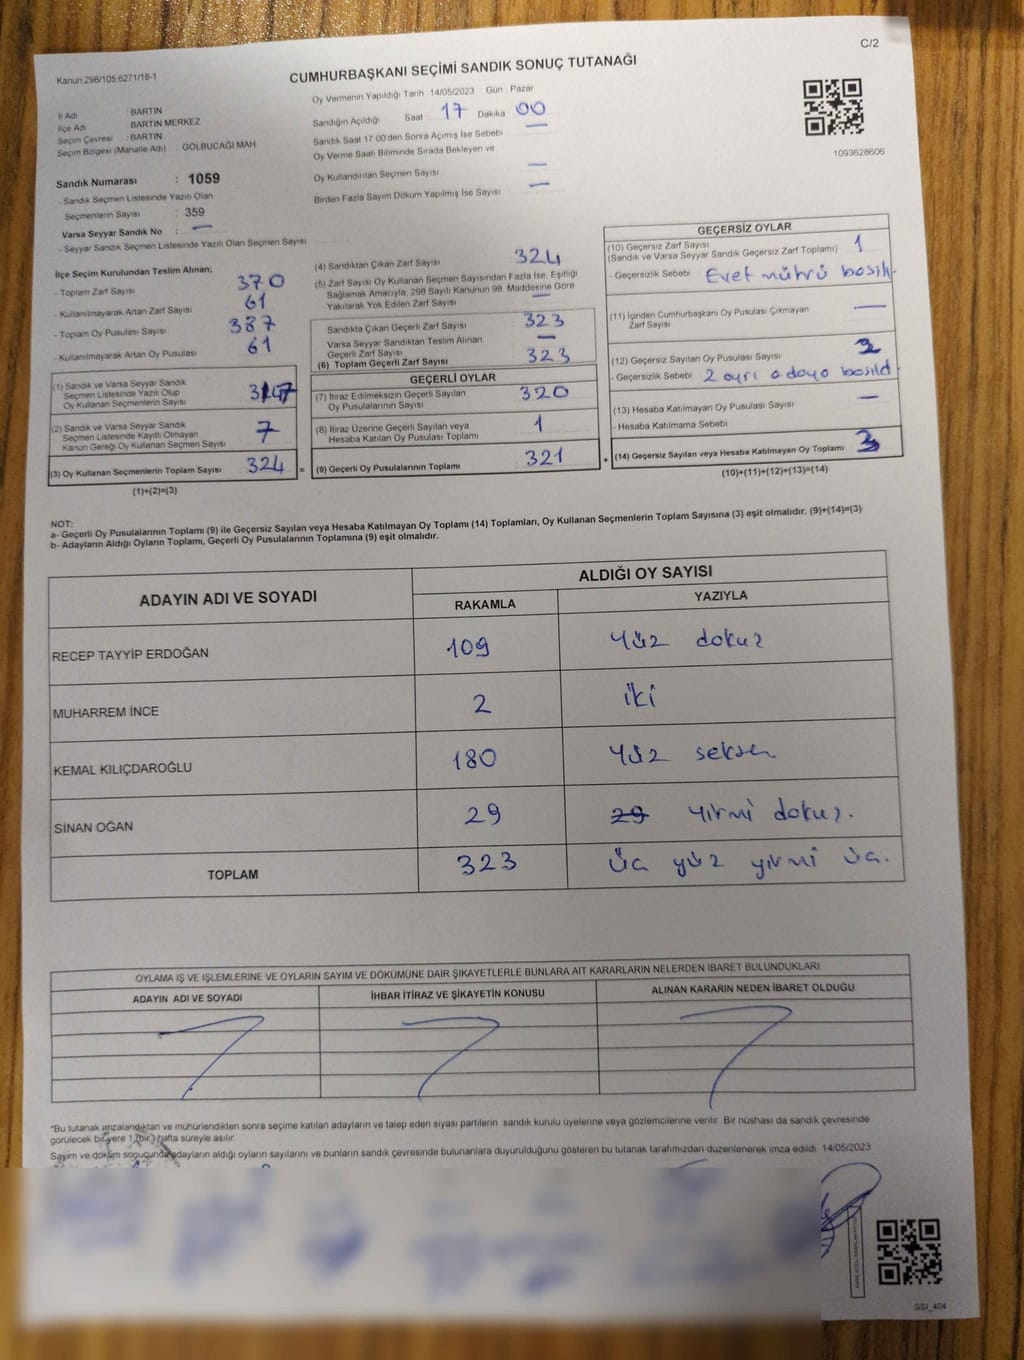 C/2
Kanun 298/105 6271/18-1
CUMHURBAŞKANI SEÇİMİ SANDIK SONUÇ TUTANAĞI
İl Adı BARTIN
İlçe Adı BARTIN MERKEZ
Seçim Çevresi : BARTIN
Seçim Bölgesi (Mahalle Adı) : GÖLBUCAĞI MAH
Sandık Numarası : 1059
- Sandık Seçmen Listesinde Yazılı Olan
Seçmenlerin Sayısı : 359
Varsa Seyyar Sandık No : —
- Seyyar Sandık Seçmen Listesinde Yazılı Olan Seçmen Sayısı
Oy Vermenin Yapıldığı Tarih 14/05/2023 Gün Pazar
Sandığın Açıldığı Saat 17 Dakika 00
Sandık Saat 17 00'den Sonra Açımış İse Sebebi —
Oy Verme Saati Bitiminde Sırada Bekleyen ve
Oy Kullandırılan Seçmen Sayısı —
Birden Fazla Sayım Döküm Yapılmış İse Sayısı —
1093628606
İlçe Seçim Kurulundan Teslim Alınan;
- Toplam Zarf Sayısı 370
- Kullanılmayarak Artan Zarf Sayısı 61
- Toplam Oy Pusulası Sayısı 387
- Kullanılmayarak Artan Oy Pusulası 61
(1) Sandık ve Varsa Seyyar Sandık
Seçmen Listesinde Yazılı Olup
Oy Kullanan Seçmenlerin Sayısı
(2) Sandık ve Varsa Seyyar Sandık
Seçmen Listesinde Kayıtlı Olmayan
Kanun Gereği Oy Kullanan Seçmen Sayısı 7
(3) Oy Kullanan Seçmenlerin Toplam Sayısı 324 =
(1)+(2)=(3)
(4) Sandıktan Çıkan Zarf Sayısı 324
(5) Zarf Sayısı Oy Kullanan Seçmen Sayısından Fazla İse, Eşitliği
Sağlamak Amacıyla, 298 Sayılı Kanunun 98. Maddesine Göre
Yakılarak Yok Edilen Zarf Sayısı —
Sandıkta Çıkan Geçerli Zarf Sayısı 323
Varsa Seyyar Sandıktan Teslim Alınan
Geçerli Zarf Sayısı —
(6) Toplam Geçerli Zarf Sayısı 323
GEÇERLİ OYLAR
(7) İtiraz Edilmeksizin Geçerli Sayılan
Oy Pusulalarının Sayısı 320
(8) İtiraz Üzerine Geçerli Sayılan veya
Hesaba Katılan Oy Pusulası Toplamı 1
(9) Geçerli Oy Pusulalarının Toplamı : 321 +
GEÇERSİZ OYLAR
(10) Geçersiz Zarf Sayısı 1
(Sandık ve Varsa Seyyar Sandık Geçersiz Zarf Toplamı)
- Geçersizlik Sebebi Evet mührü basılı.
(11) İçinden Cumhurbaşkanı Oy Pusulası Çıkmayan
Zarf Sayısı —
(12) Geçersiz Sayılan Oy Pusulası Sayısı
- Geçersizlik Sebebi 2 ayrı adaya basıldı
(13) Hesaba Katılmayan Oy Pusulası Sayısı —
- Hesaba Katılmama Sebebi
(14) Geçersiz Sayılan veya Hesaba Katılmayan Oy Toplamı 3
(10)+(11)+(12)+(13)=(14)
NOT:
a- Geçerli Oy Pusulalarının Toplamı (9) ile Geçersiz Sayılan veya Hesaba Katılmayan Oy Toplamı (14) Toplamları, Oy Kullanan Seçmenlerin Toplam Sayısına (3) eşit olmalıdır. (9)+(14)=(3)
b- Adayların Aldığı Oyların Toplamı, Geçerli Oy Pusulalarının Toplamına (9) eşit olmalıdır.
ADAYIN ADI VE SOYADI ALDIĞI OY SAYISI
RAKAMLA YAZIYLA
RECEP TAYYİP ERDOĞAN 109 Yüz dokuz
MUHARREM İNCE 2 iki
KEMAL KILIÇDAROĞLU 180 Yüz seksen
SİNAN OĞAN 29 29 Yirmi dokuz.
TOPLAM 323 Üç yüz yirmi üç.
OYLAMA İŞ VE İŞLEMLERİNE VE OYLARIN SAYIM VE DÖKÜMÜNE DAİR ŞİKAYETLERLE BUNLARA AİT KARARLARIN NELERDEN İBARET BULUNDUKLARI
ADAYIN ADI VE SOYADI İHBAR İTİRAZ VE ŞİKAYETİN KONUSU ALINAN KARARIN NEDEN İBARET OLDUĞU
*Bu tutanak imzalandıktan ve mühürlendikten sonra seçime katılan adayların ve talep eden siyasi partilerin sandık kurulu üyelerine veya gözlemcilerine verilir. Bir nüshası da sandık çevresinde
görülecek bir yere 1 (bir) hafta süreyle asılır.
Sayım ve döküm sonucunda adayların aldığı oyların sayılarını ve bunların sandık çevresinde bulunanlara duyurulduğunu gösteren bu tutanak tarafımızdan düzenlenerek imza edildi. 14/05/2023
SSİ_404